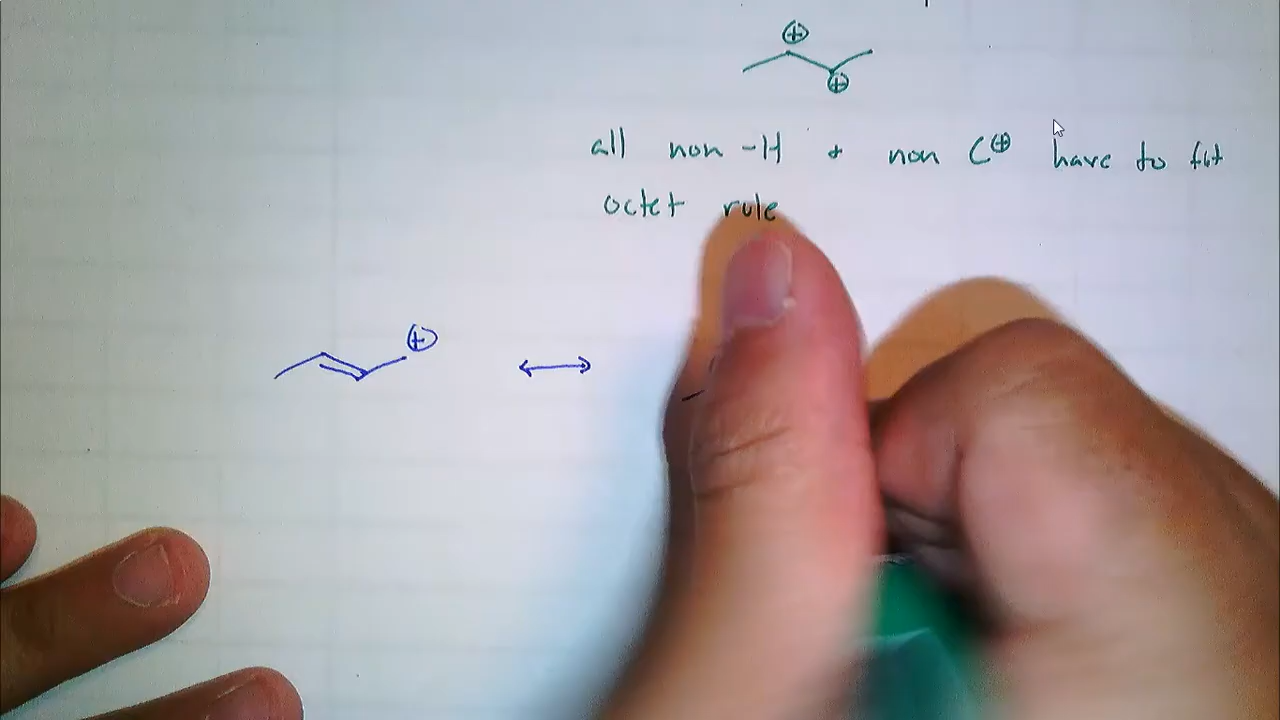 ⊕
⊕
all non-H + non C⊕ have to fit
octet rule
⊕